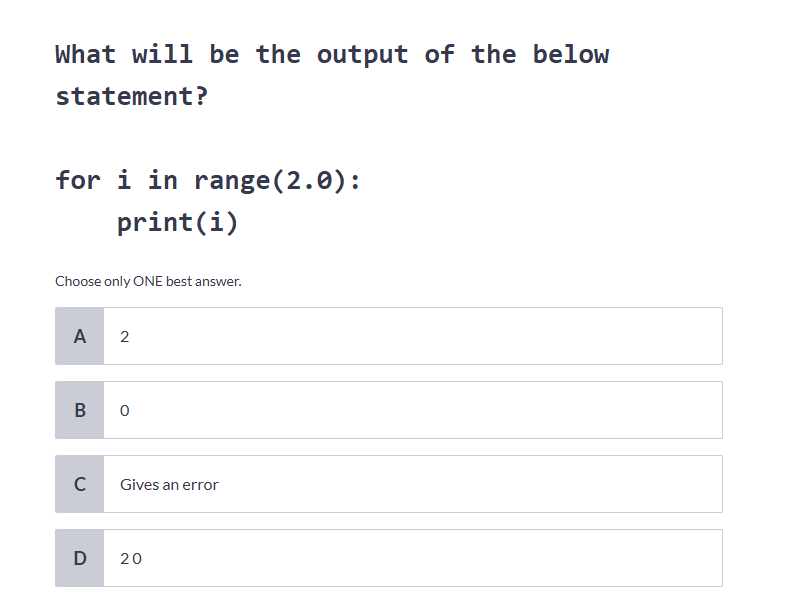 What will be the output of the below
statement?
for i in range(2.0):
    print(i)
Choose only ONE best answer.
A 2
B 0
C Gives an error
D 2 0